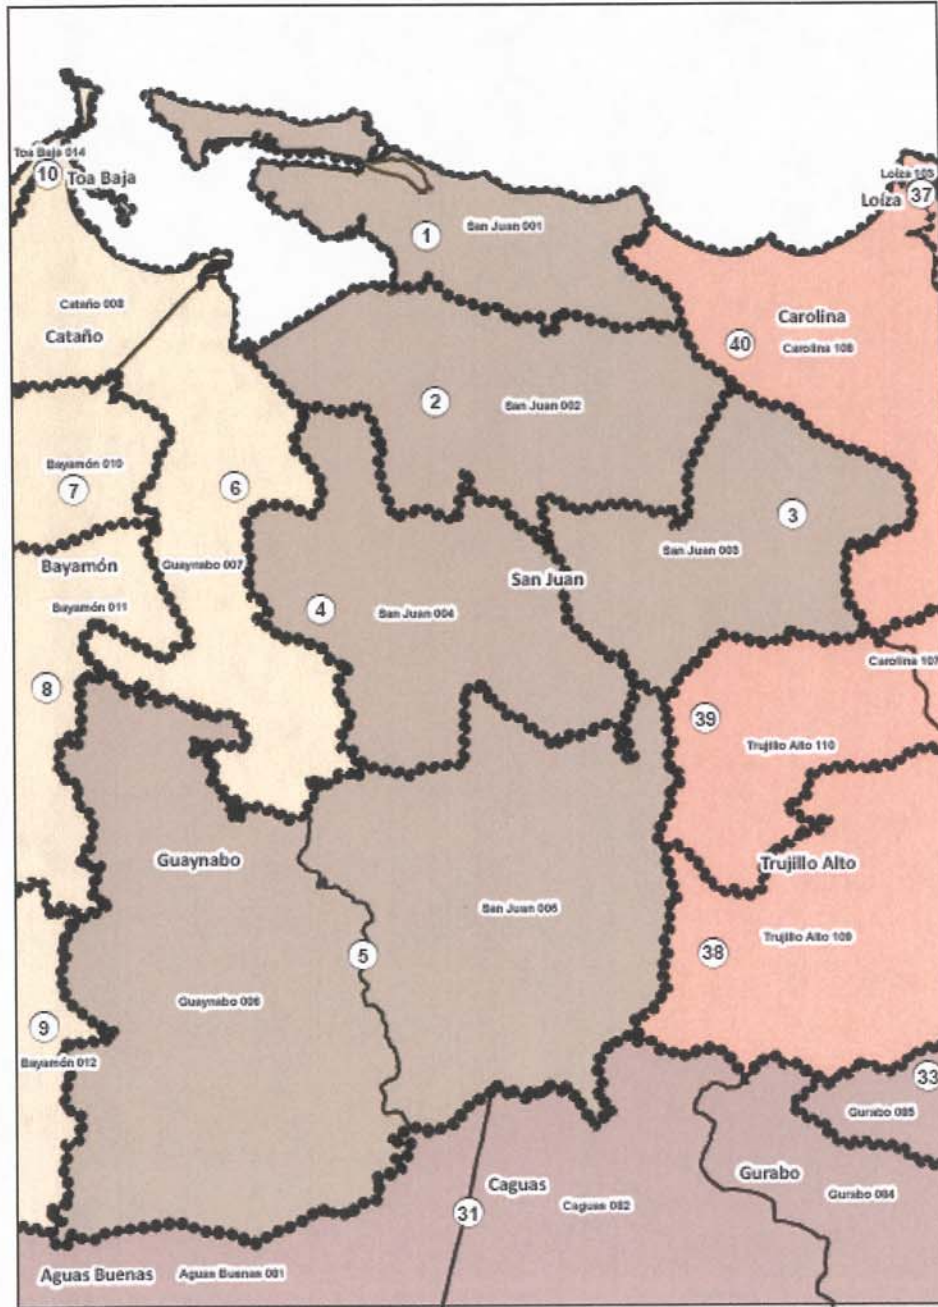 Toa Baja 014
10
Toa Baja
Loíza 105
37
Loíza
1
San Juan 001
Cataño 008
Cataño
Carolina
40
Carolina 106
2
San Juan 002
Bayamón 010
7
6
3
San Juan 003
Bayamón
Guaynabo 007
San Juan
Bayamón 011
4
San Juan 004
Carolina 107
8
39
Trujillo Alto 110
Guaynabo
Trujillo Alto
San Juan 005
Trujillo Alto 109
38
5
Guaynabo 006
9
Bayamón 012
33
Gurabo 085
Caguas
Gurabo
Gurabo 084
Caguas 082
31
Aguas Buenas
Aguas Buenas 081